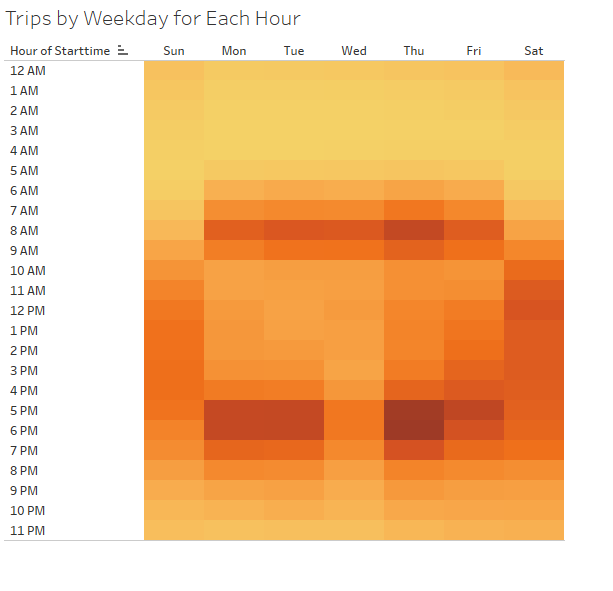 Trips by Weekday for Each Hour
Hour of Starttime Sun Mon Tue Wed Thu Fri Sat
12 AM
1 AM
2 AM
3 AM
4 AM
5 AM
6 AM
7 AM
8 AM
9 AM
10 AM
11 AM
12 PM
1 PM
2 PM
3 PM
4 PM
5 PM
6 PM
7 PM
8 PM
9 PM
10 PM
11 PM